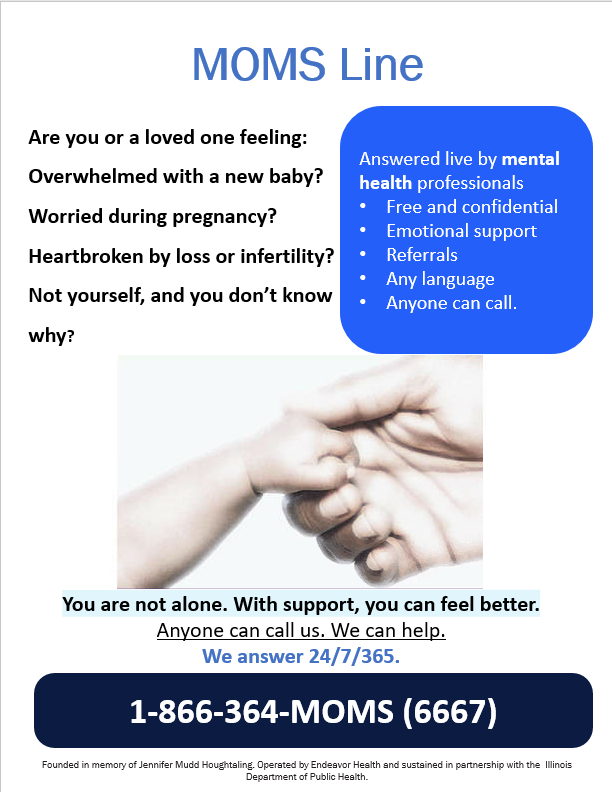 MOMS Line
Are you or a loved one feeling:
Overwhelmed with a new baby?
Worried during pregnancy?
Heartbroken by loss or infertility?
Not yourself, and you don’t know
why?
Answered live by mental
health professionals
• Free and confidential
• Emotional support
• Referrals
• Any language
• Anyone can call.
You are not alone. With support, you can feel better.
Anyone can call us. We can help.
We answer 24/7/365.
1-866-364-MOMS (6667)
Founded in memory of Jennifer Mudd Houghtaling. Operated by Endeavor Health and sustained in partnership with the Illinois
Department of Public Health.